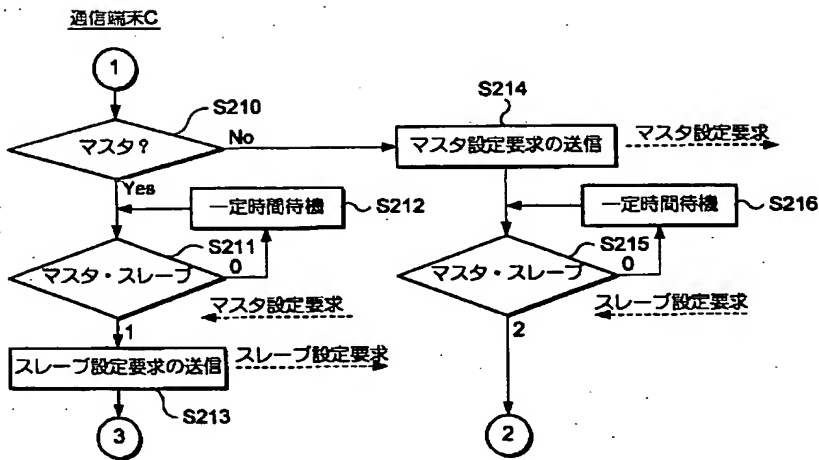 通信端末C
1
S210
マスタ?
No
Yes
S214
マスタ設定要求の送信
マスタ設定要求
一定時間待機
S212
一定時間待機
S216
S211
マスタ・スレーブ
0
マスタ設定要求
1
S215
マスタ・スレーブ
0
スレーブ設定要求
2
スレーブ設定要求の送信
スレーブ設定要求
S213
3
2